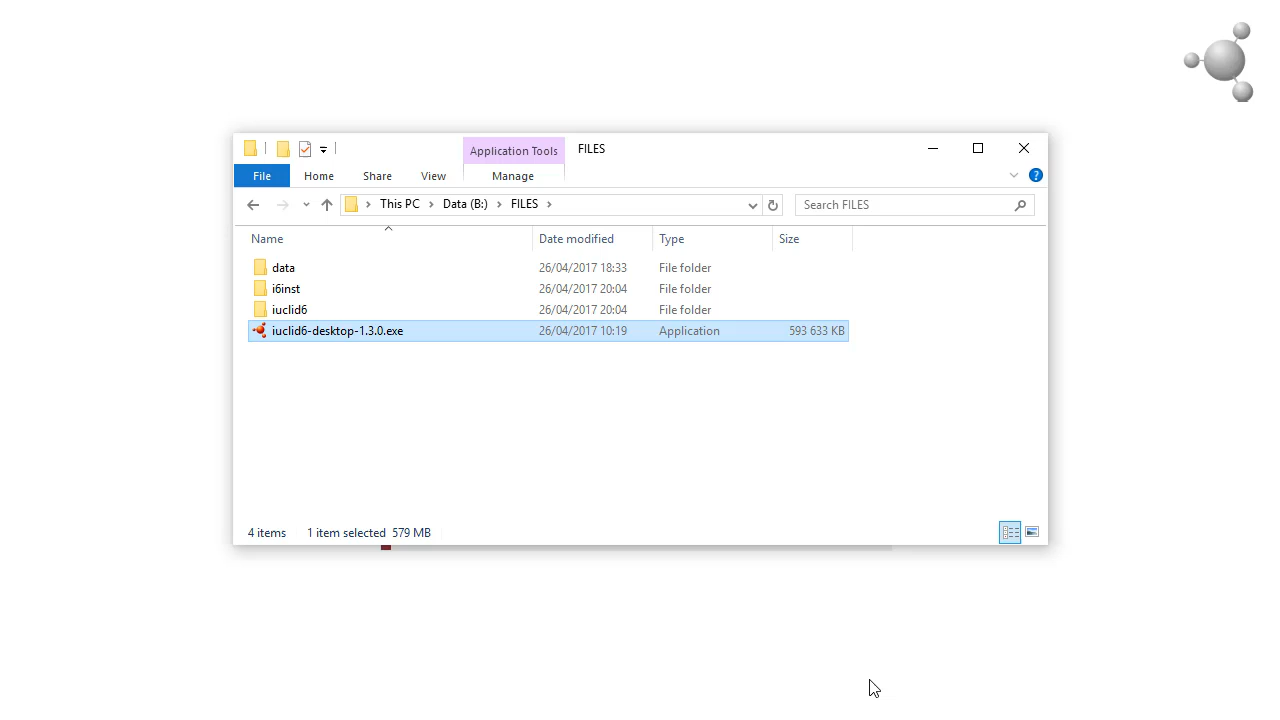 Application Tools FILES
File Home Share View Manage ?
This PC Data (B:) FILES Search FILES
Name Date modified Type Size
data 26/04/2017 18:33 File folder
i6inst 26/04/2017 20:04 File folder
iuclid6 26/04/2017 20:04 File folder
iuclid6-desktop-1.3.0.exe 26/04/2017 10:19 Application 593 633 KB
4 items 1 item selected 579 MB